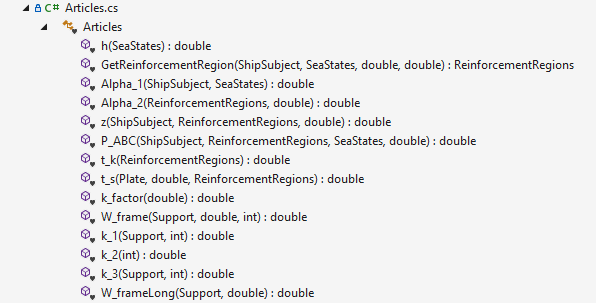 C# Articles.cs
Articles
h(SeaStates) : double
GetReinforcementRegion(ShipSubject, SeaStates, double, double) : ReinforcementRegions
Alpha_1(ShipSubject, SeaStates) : double
Alpha_2(ReinforcementRegions, double) : double
z(ShipSubject, ReinforcementRegions, double) : double
P_ABC(ShipSubject, ReinforcementRegions, SeaStates, double) : double
t_k(ReinforcementRegions) : double
t_s(Plate, double, ReinforcementRegions) : double
k_factor(double) : double
W_frame(Support, double, int) : double
k_1(Support, int) : double
k_2(int) : double
k_3(Support, int) : double
W_frameLong(Support, double) : double